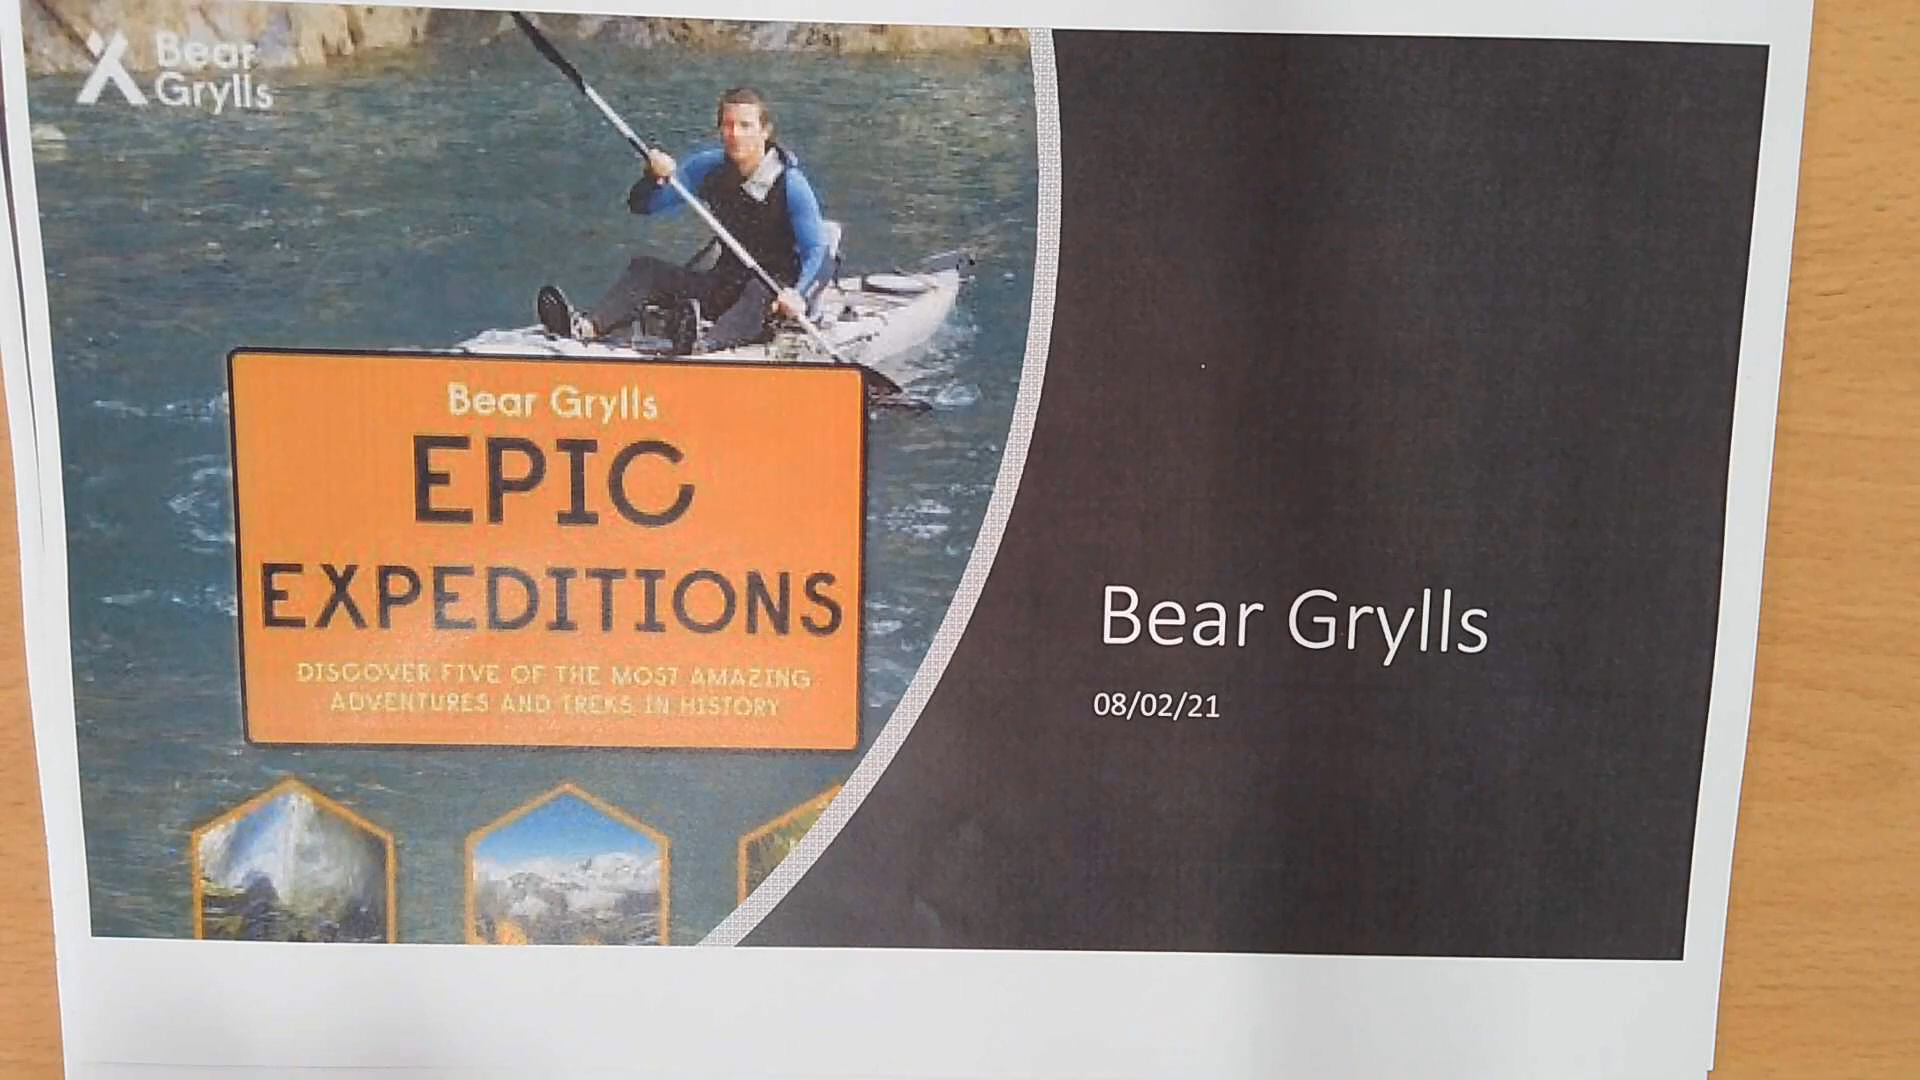 Bear
Grylls
Bear Grylls
EPIC
EXPEDITIONS
DISCOVER FIVE OF THE MOST AMAZING
ADVENTURES AND TREKS IN HISTORY
Bear Grylls
08/02/21